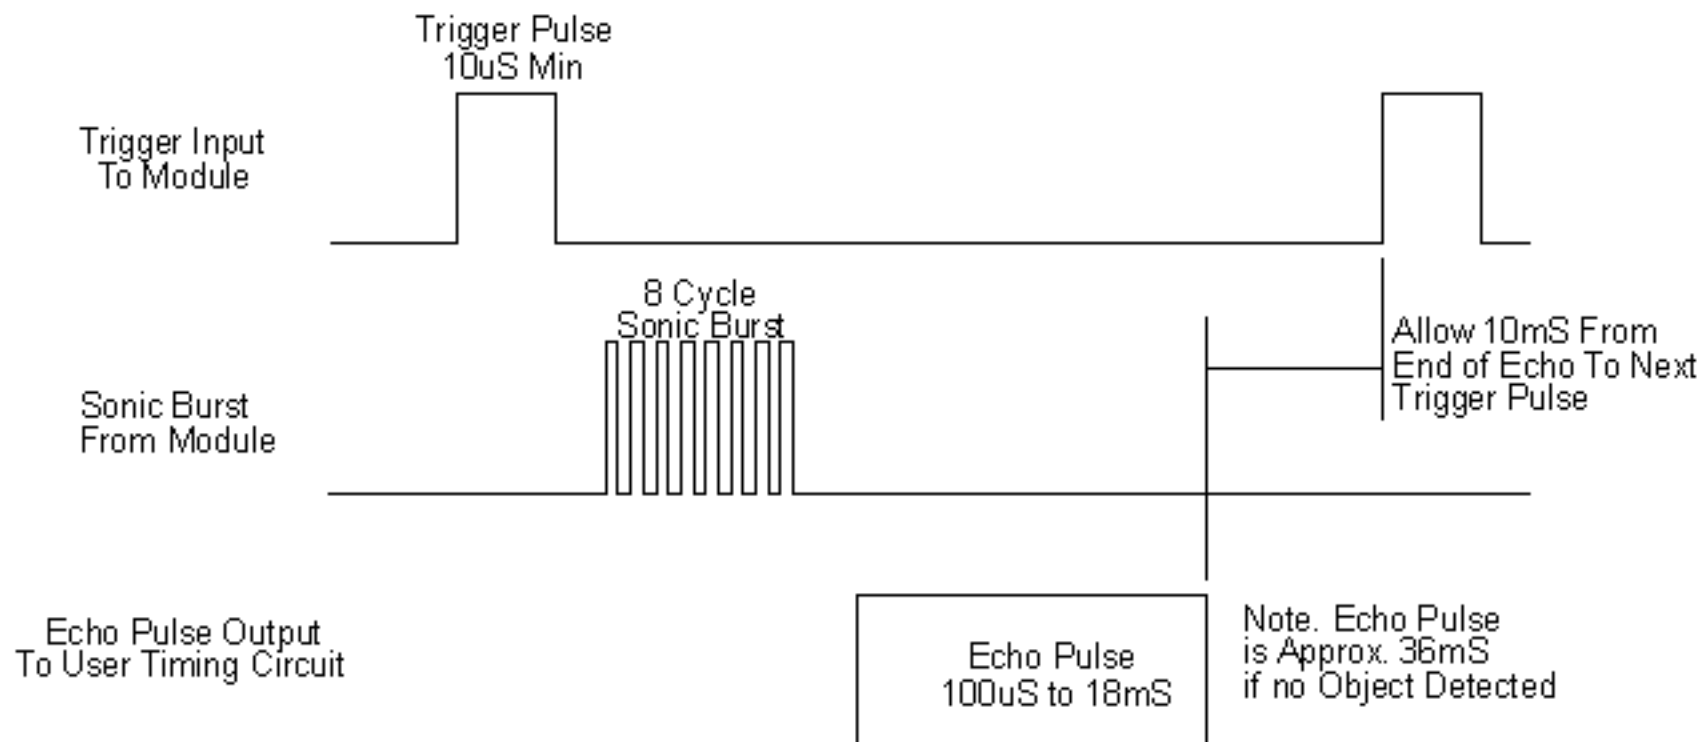 Trigger Pulse
10uS Min
Trigger Input
To Module
8 Cycle
Sonic Burst
Allow 10mS From
End of Echo To Next
Trigger Pulse
Sonic Burst
From Module
Echo Pulse Output
To User Timing Circuit
Echo Pulse
100uS to 18mS
Note. Echo Pulse
is Approx. 36mS
if no Object Detected